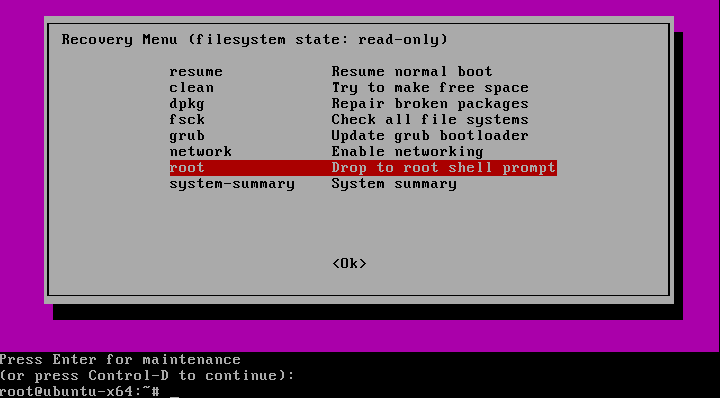 Recovery Menu (filesystem state: read-only)
resume Resume normal boot
clean Try to make free space
dpkg Repair broken packages
fsck Check all file systems
grub Update grub bootloader
network Enable networking
root Drop to root shell prompt
system-summary System summary
<Ok>
Press Enter for maintenance
(or press Control-D to continue):
root@ubuntu-x64:~# _